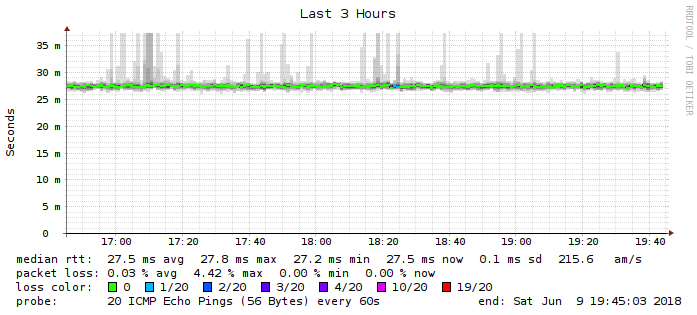 Last 3 Hours
RRDTOOL / TOBI OETIKER
Seconds
35 m
30 m
25 m
20 m
15 m
10 m
5 m
0
17:00 17:20 17:40 18:00 18:20 18:40 19:00 19:20 19:40
median rtt: 27.5 ms avg 27.8 ms max 27.2 ms min 27.5 ms now 0.1 ms sd 215.6 am/s
packet loss: 0.03 % avg 4.42 % max 0.00 % min 0.00 % now
loss color: 0 1/20 2/20 3/20 4/20 10/20 19/20
probe: 20 ICMP Echo Pings (56 Bytes) every 60s end: Sat Jun 9 19:45:03 2018